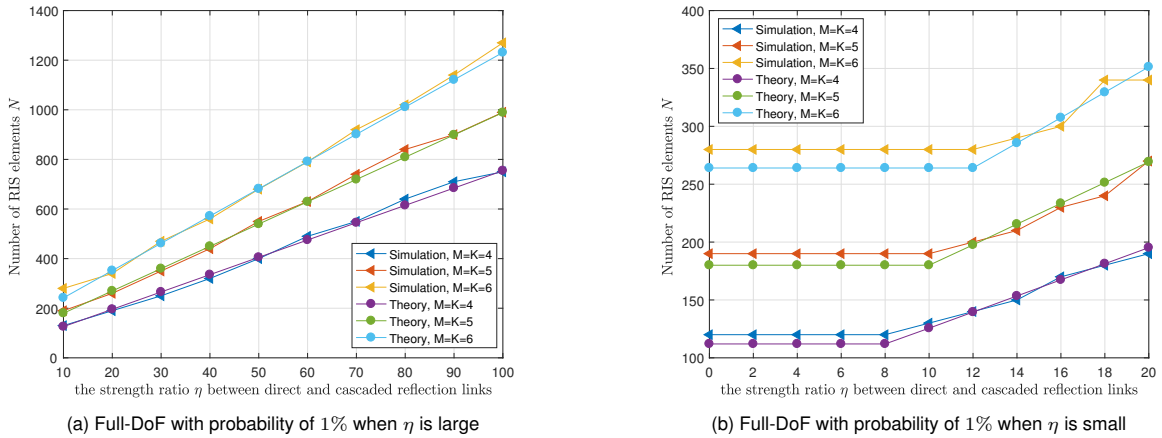 1400
1200
1000
800
600
400
200
0
Number of RIS elements N
Simulation, M=K=4
Simulation, M=K=5
Simulation, M=K=6
Theory, M=K=4
Theory, M=K=5
Theory, M=K=6
10 20 30 40 50 60 70 80 90 100
the strength ratio η between direct and cascaded reflection links
(a) Full-DoF with probability of 1% when η is large
400
350
300
250
200
150
100
Number of RIS elements N
Simulation, M=K=4
Simulation, M=K=5
Simulation, M=K=6
Theory, M=K=4
Theory, M=K=5
Theory, M=K=6
0 2 4 6 8 10 12 14 16 18 20
the strength ratio η between direct and cascaded reflection links
(b) Full-DoF with probability of 1% when η is small